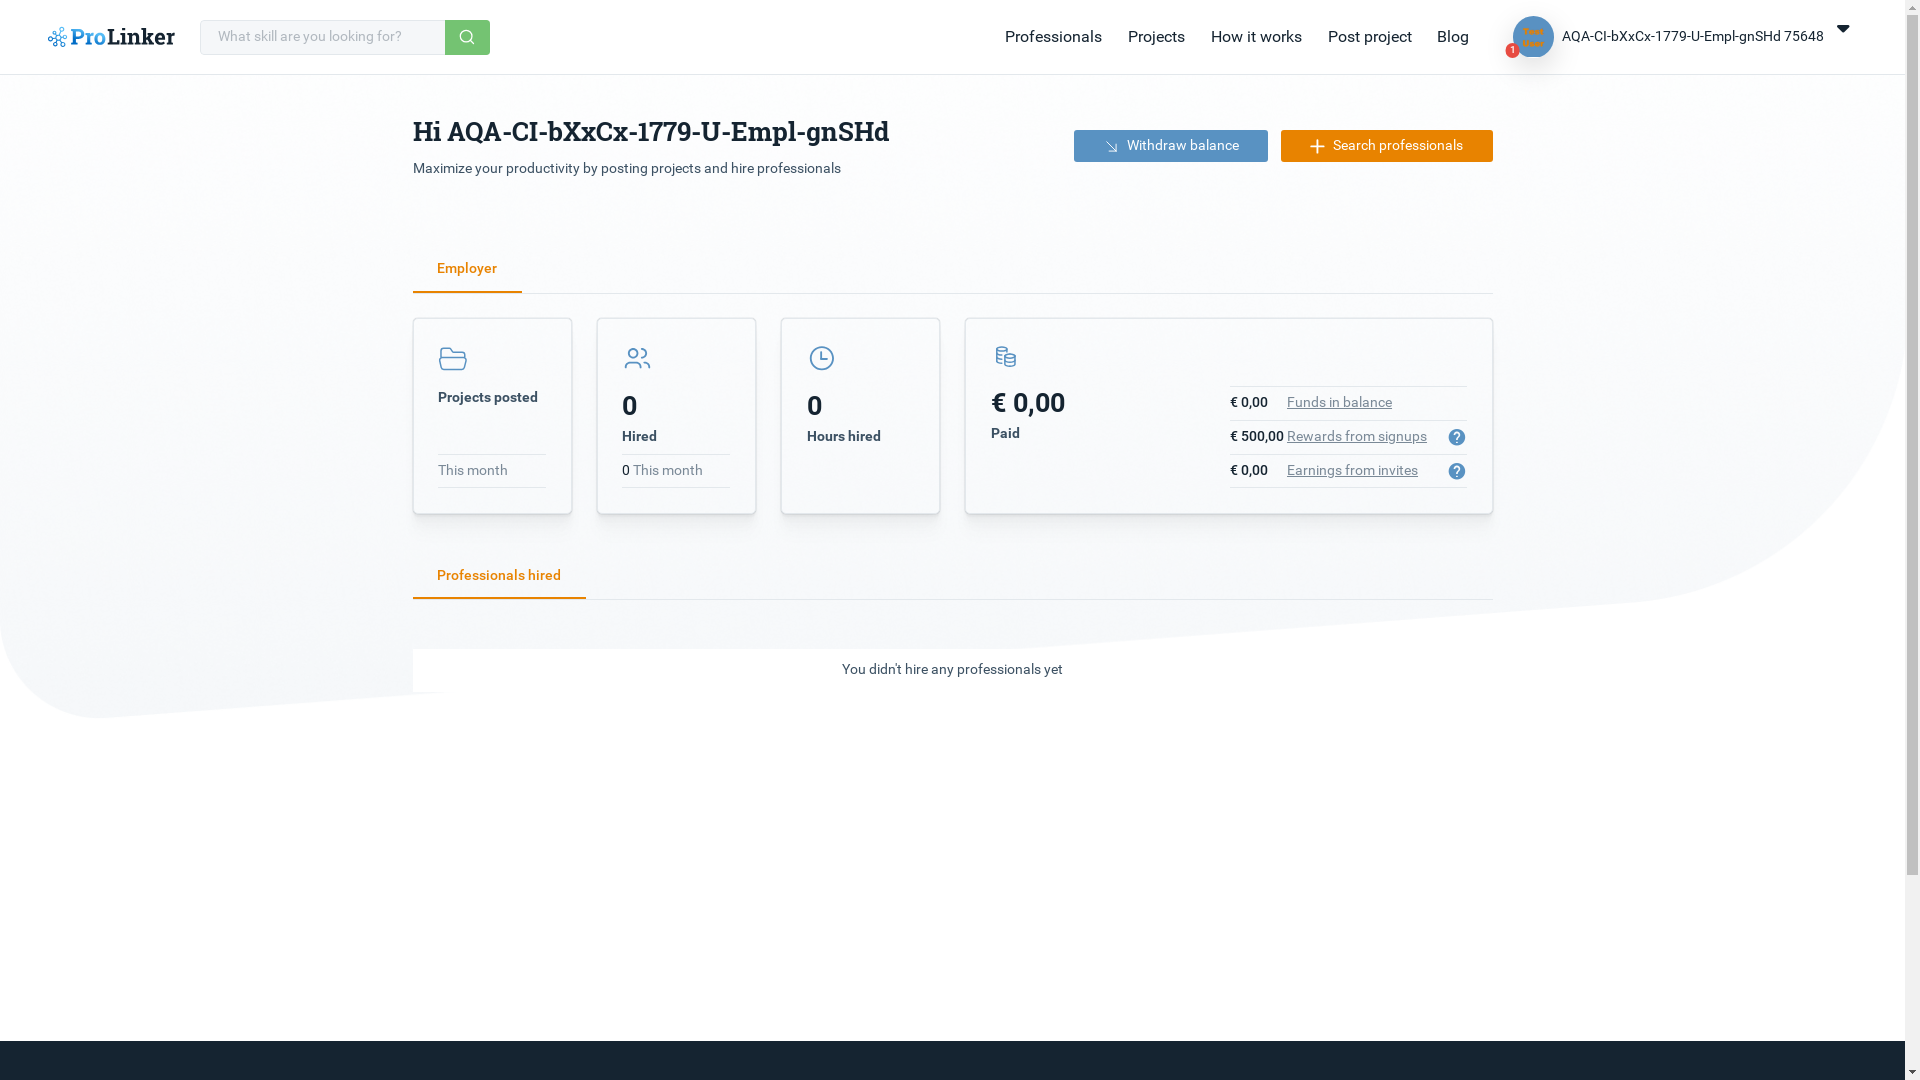 ProLinker
What skill are you looking for?
Professionals
Projects
How it works
Post project
Blog
1
AQA-CI-bXxCx-1779-U-Empl-gnSHd 75648
Hi AQA-CI-bXxCx-1779-U-Empl-gnSHd
Maximize your productivity by posting projects and hire professionals
Withdraw balance
Search professionals
Employer
Projects posted
This month
0
Hired
0 This month
0
Hours hired
€ 0,00
Paid
€ 0,00 Funds in balance
€ 500,00 Rewards from signups
€ 0,00 Earnings from invites
Professionals hired
You didn't hire any professionals yet